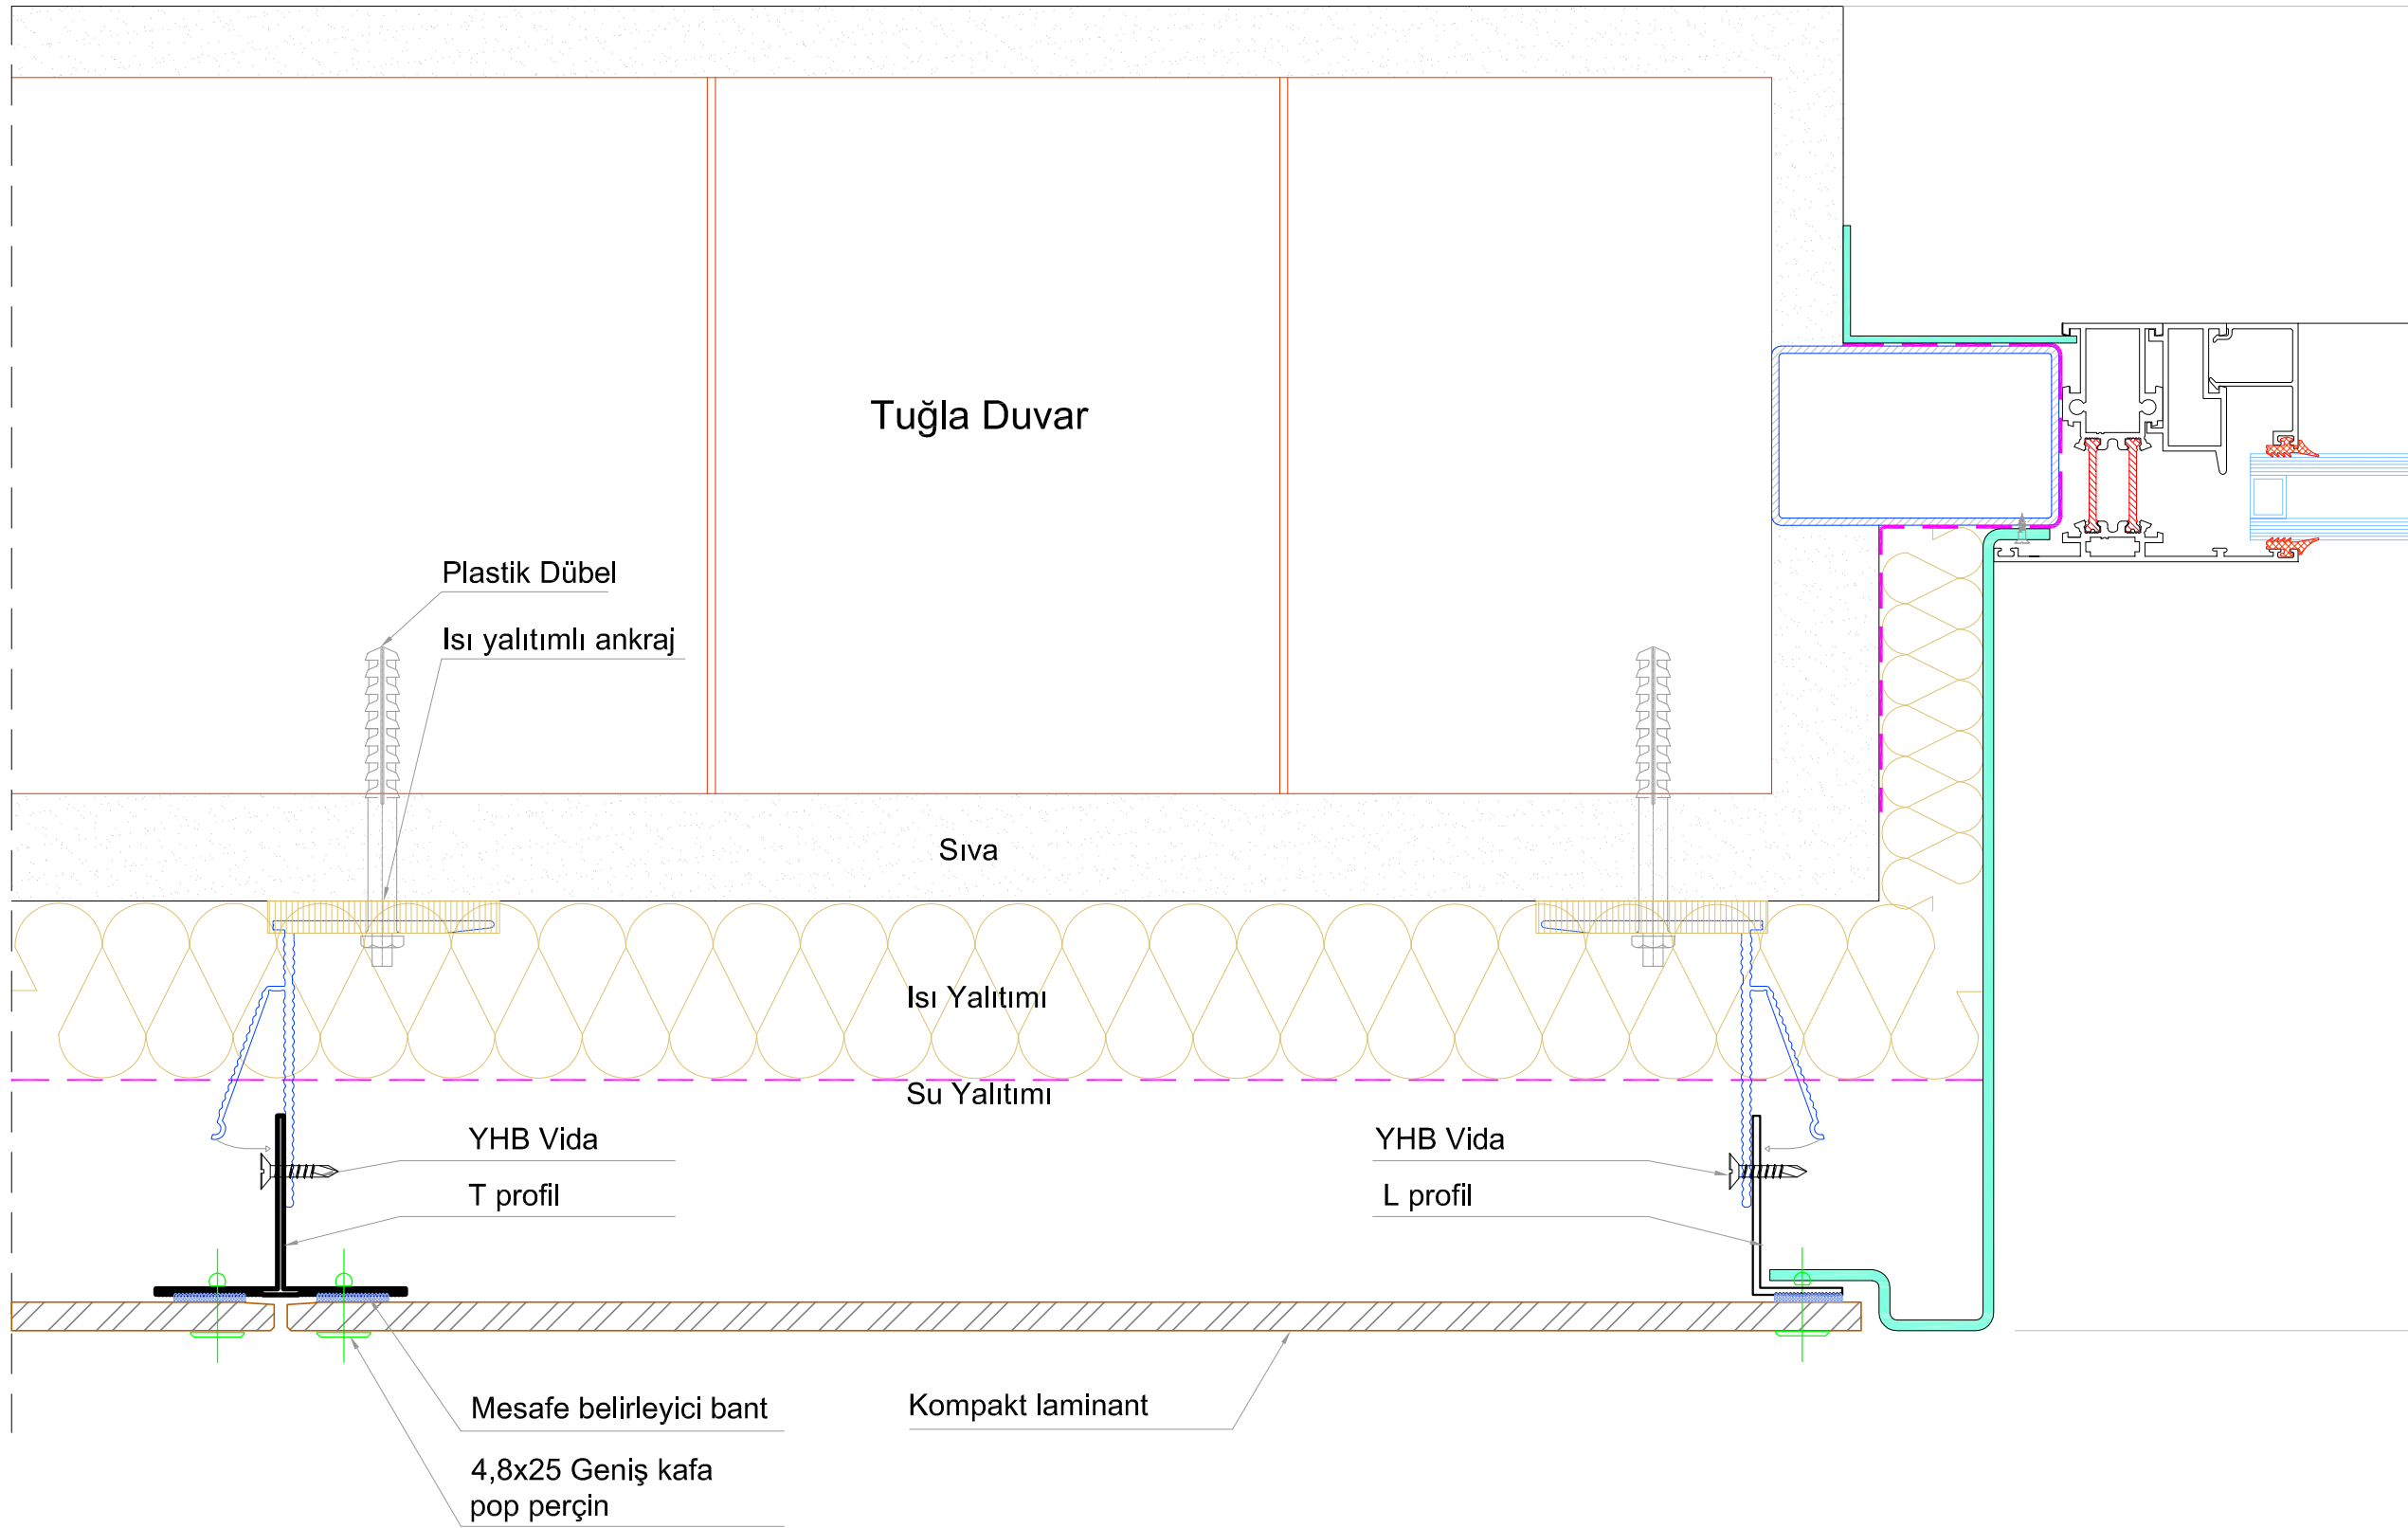 Tuğla Duvar
Plastik Dübel
Isı yalıtımlı ankraj
Sıva
Isı Yalıtımı
Su Yalıtımı
YHB Vida
YHB Vida
T profil
L profil
Mesafe belirleyici bant
Kompakt laminant
4,8x25 Geniş kafa
pop perçin